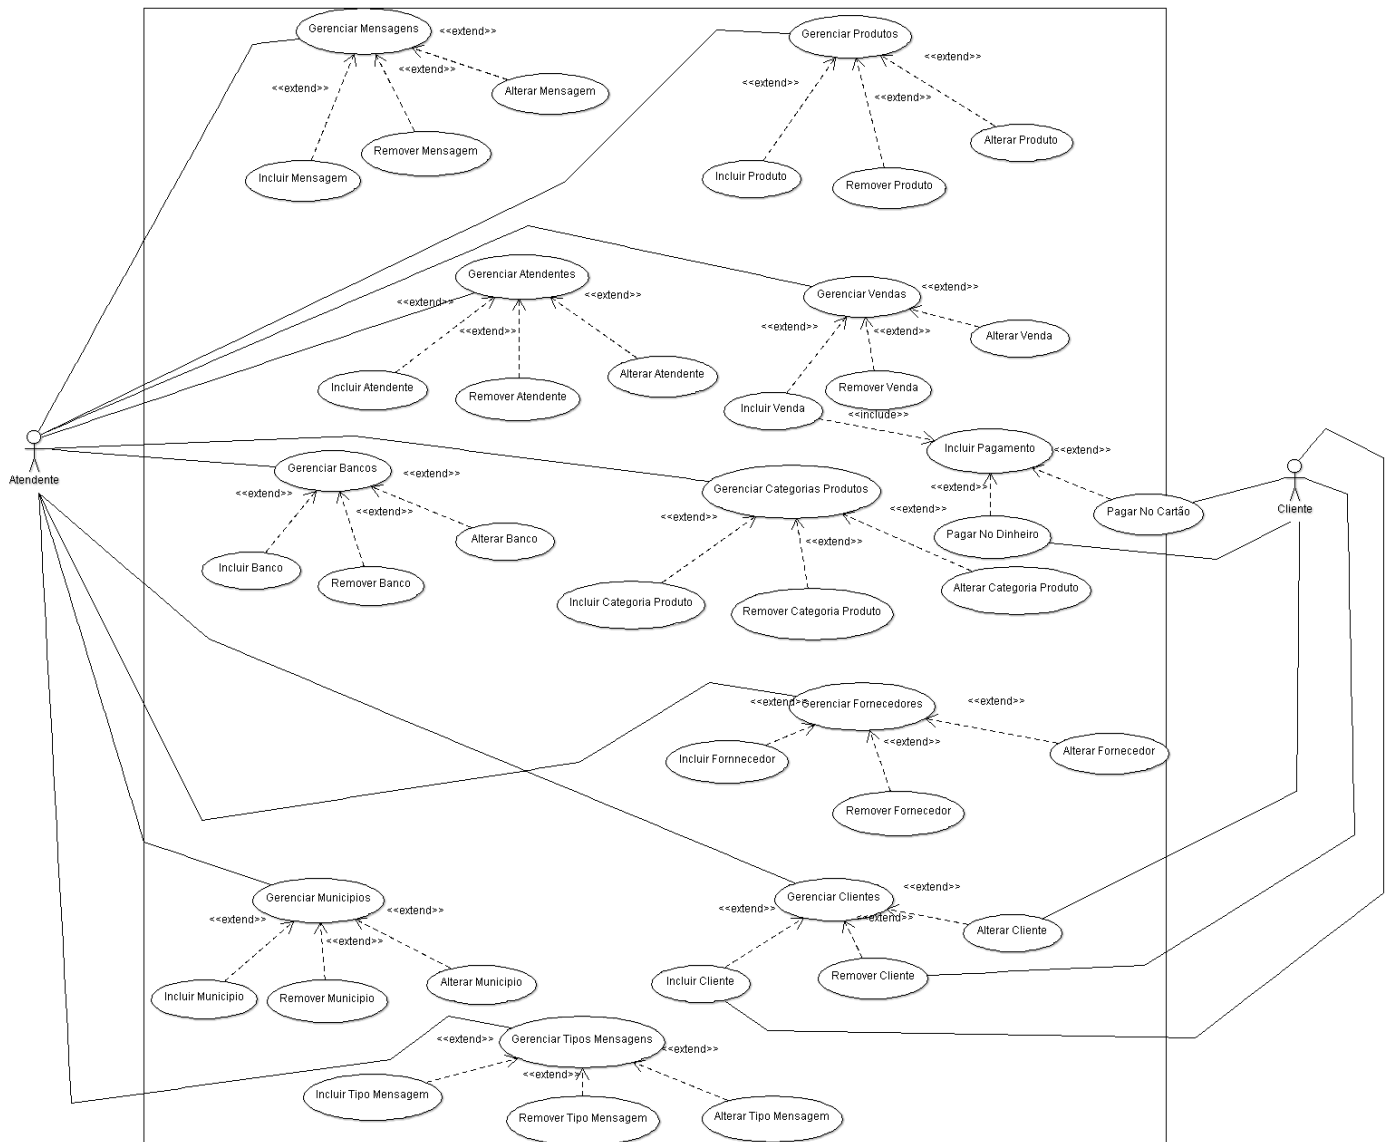 Gerenciar Mensagens
<<extend>>
<<extend>>
<<extend>>
Alterar Mensagem
Remover Mensagem
Incluir Mensagem
Gerenciar Produtos
<<extend>>
<<extend>>
<<extend>>
Alterar Produto
Incluir Produto
Remover Produto
Gerenciar Atendentes
<<extend>>
<<extend>>
<<extend>>
Incluir Atendente
Remover Atendente
Alterar Atendente
Gerenciar Vendas
<<extend>>
<<extend>>
<<extend>>
Alterar Venda
Remover Venda
Incluir Venda
<<include>>
Incluir Pagamento
<<extend>>
<<extend>>
Pagar No Cartão
Pagar No Dinheiro
Atendente
Cliente
Gerenciar Bancos
<<extend>>
<<extend>>
<<extend>>
Alterar Banco
Incluir Banco
Remover Banco
Gerenciar Categorias Produtos
<<extend>>
<<extend>>
<<extend>>
Incluir Categoria Produto
Remover Categoria Produto
Alterar Categoria Produto
Gerenciar Fornecedores
<<extend>>
<<extend>>
<<extend>>
Incluir Fornnecedor
Alterar Fornecedor
Remover Fornecedor
Gerenciar Municipios
<<extend>>
<<extend>>
<<extend>>
Incluir Municipio
Remover Municipio
Alterar Municipio
Gerenciar Clientes
<<extend>>
<<extend>>
<<extend>>
Alterar Cliente
Remover Cliente
Incluir Cliente
Gerenciar Tipos Mensagens
<<extend>>
<<extend>>
<<extend>>
Incluir Tipo Mensagem
Remover Tipo Mensagem
Alterar Tipo Mensagem